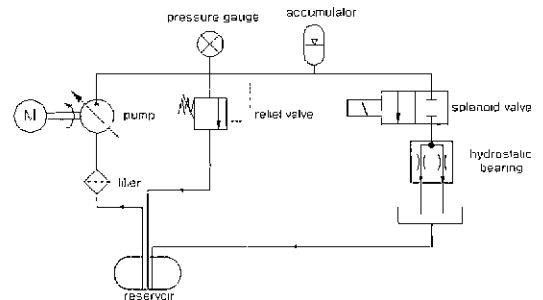 accumulator
pressure gauge
M
pump
relief valve
solenoid valve
hydrostatic
bearing
filter
reservoir